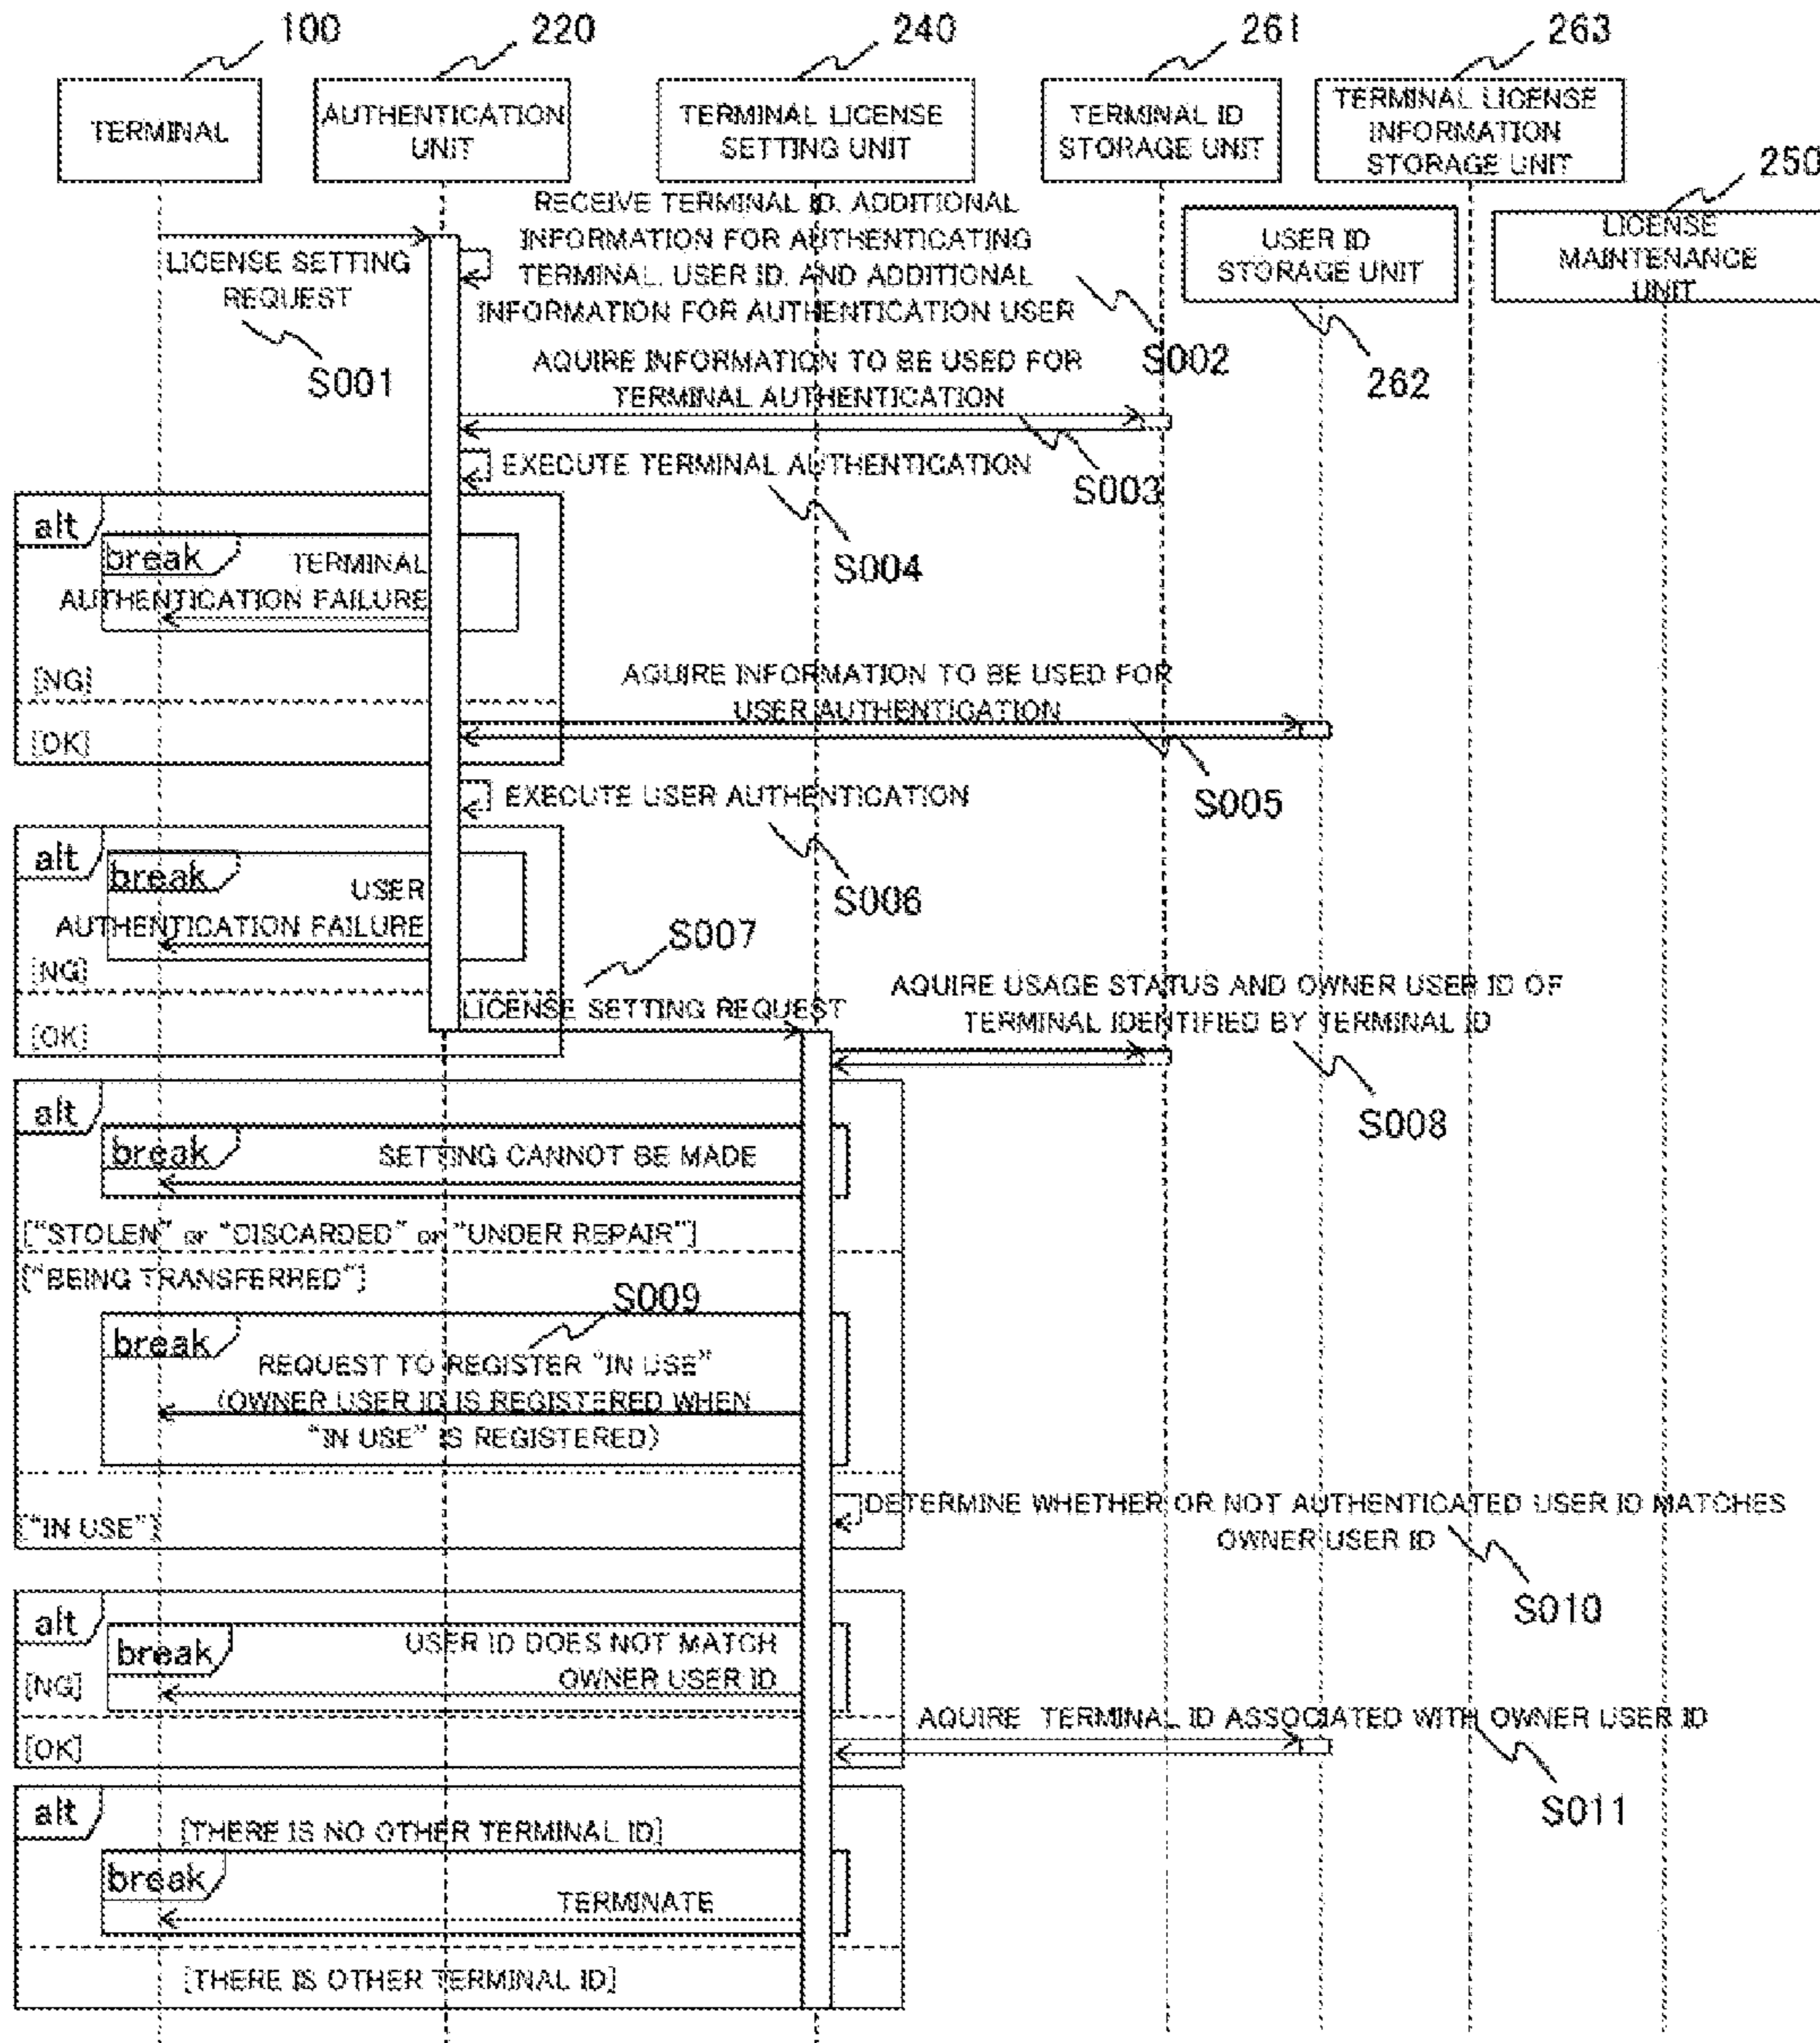 100
220
240
261
263
TERMINAL
AUTHENTICATION
UNIT
TERMINAL LICENSE
SETTING UNIT
TERMINAL ID
STORAGE UNIT
TERMINAL LICENSE
INFORMATION
STORAGE UNIT
250
USER ID
STORAGE UNIT
262
LICENSE
MAINTENANCE
UNIT
LICENSE SETTING
REQUEST
S001
RECEIVE TERMINAL ID. ADDITIONAL
INFORMATION FOR AUTHENTICATING
TERMINAL. USER ID. AND ADDITIONAL
INFORMATION FOR AUTHENTICATION USER
S002
AQUIRE INFORMATION TO BE USED FOR
TERMINAL AUTHENTICATION
S003
EXECUTE TERMINAL AUTHENTICATION
S004
alt
break
TERMINAL
AUTHENTICATION FAILURE
[NG]
[OK]
AQUIRE INFORMATION TO BE USED FOR
USER AUTHENTICATION
S005
EXECUTE USER AUTHENTICATION
S006
alt
break
USER
AUTHENTICATION FAILURE
[NG]
[OK]
S007
LICENSE SETTING REQUEST
AQUIRE USAGE STATUS AND OWNER USER ID OF
TERMINAL IDENTIFIED BY TERMINAL ID
S008
alt
break
SETTING CANNOT BE MADE
["STOLEN" or "DISCARDED" or "UNDER REPAIR"]
["BEING TRANSFERRED"]
S009
break
REQUEST TO REGISTER "IN USE"
(OWNER USER ID IS REGISTERED WHEN
"IN USE" IS REGISTERED)
["IN USE"]
DETERMINE WHETHER OR NOT AUTHENTICATED USER ID MATCHES
OWNER USER ID
S010
alt
break
USER ID DOES NOT MATCH
OWNER USER ID
[NG]
[OK]
AQUIRE TERMINAL ID ASSOCIATED WITH OWNER USER ID
S011
alt
[THERE IS NO OTHER TERMINAL ID]
break
TERMINATE
[THERE IS OTHER TERMINAL ID]